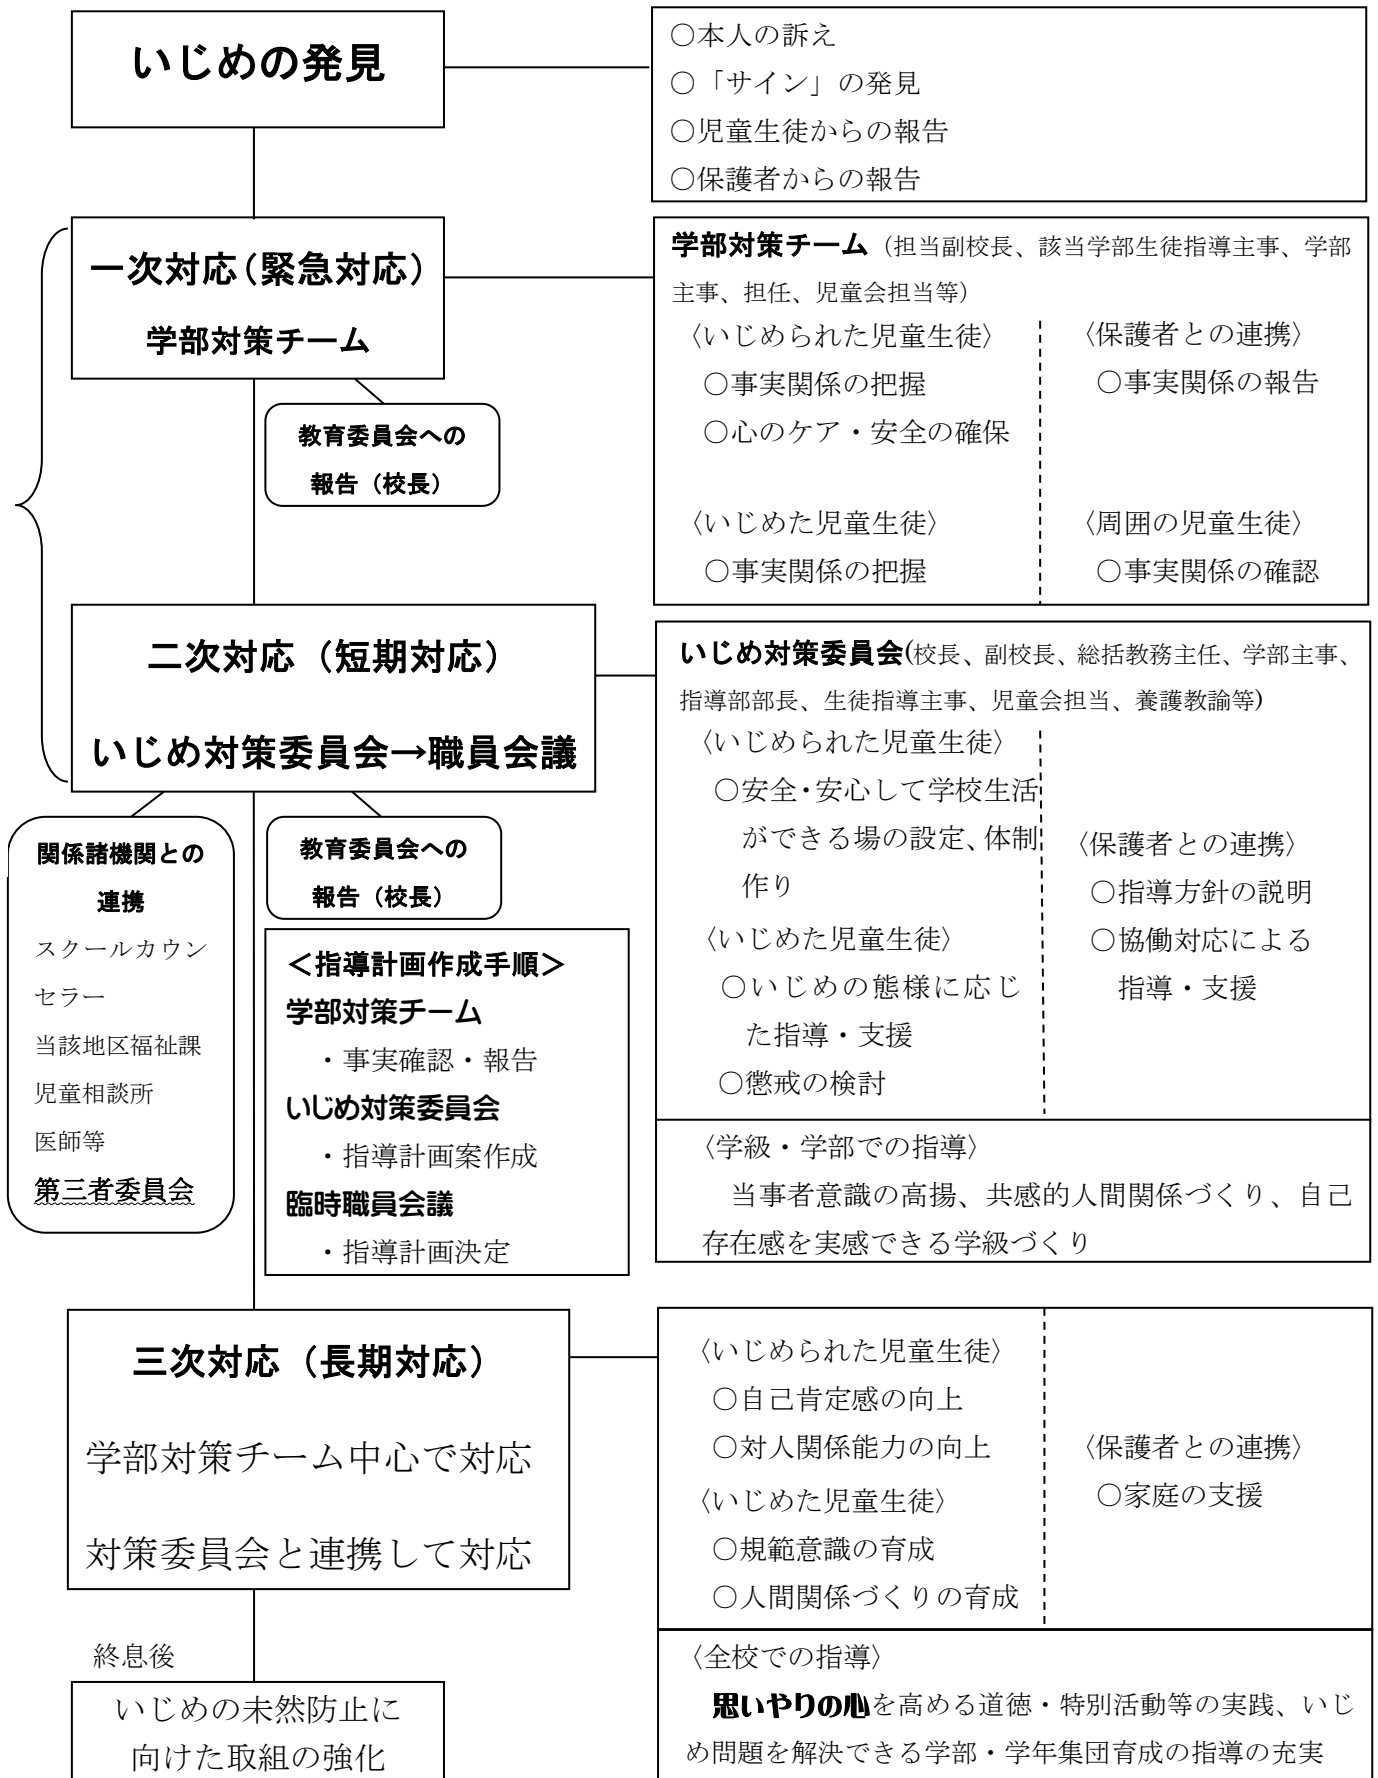 いじめの発見
○本人の訴え
○「サイン」の発見
○児童生徒からの報告
○保護者からの報告
一次対応（緊急対応）
学部対策チーム
教育委員会への
報告（校長）
学部対策チーム（担当副校長、該当学部生徒指導主事、学部
主事、担任、児童会担当等）
〈いじめられた児童生徒〉
○事実関係の把握
○心のケア・安全の確保
〈いじめた児童生徒〉
○事実関係の把握
〈保護者との連携〉
○事実関係の報告
〈周囲の児童生徒〉
○事実関係の確認
二次対応（短期対応）
いじめ対策委員会→職員会議
関係諸機関との
連携
スクールカウン
セラー
当該地区福祉課
児童相談所
医師等
第三者委員会
教育委員会への
報告（校長）
＜指導計画作成手順＞
学部対策チーム
・事実確認・報告
いじめ対策委員会
・指導計画案作成
臨時職員会議
・指導計画決定
いじめ対策委員会(校長、副校長、総括教務主任、学部主事、
指導部部長、生徒指導主事、児童会担当、養護教諭等)
〈いじめられた児童生徒〉
○安全・安心して学校生活
ができる場の設定、体制
作り
〈いじめた児童生徒〉
○いじめの態様に応じ
た指導・支援
○懲戒の検討
〈保護者との連携〉
○指導方針の説明
○協働対応による
指導・支援
〈学級・学部での指導〉
当事者意識の高揚、共感的人間関係づくり、自己
存在感を実感できる学級づくり
三次対応（長期対応）
学部対策チーム中心で対応
対策委員会と連携して対応
〈いじめられた児童生徒〉
○自己肯定感の向上
○対人関係能力の向上
〈いじめた児童生徒〉
○規範意識の育成
○人間関係づくりの育成
〈保護者との連携〉
○家庭の支援
〈全校での指導〉
思いやりの心を高める道徳・特別活動等の実践、いじ
め問題を解決できる学部・学年集団育成の指導の充実
終息後
いじめの未然防止に
向けた取組の強化